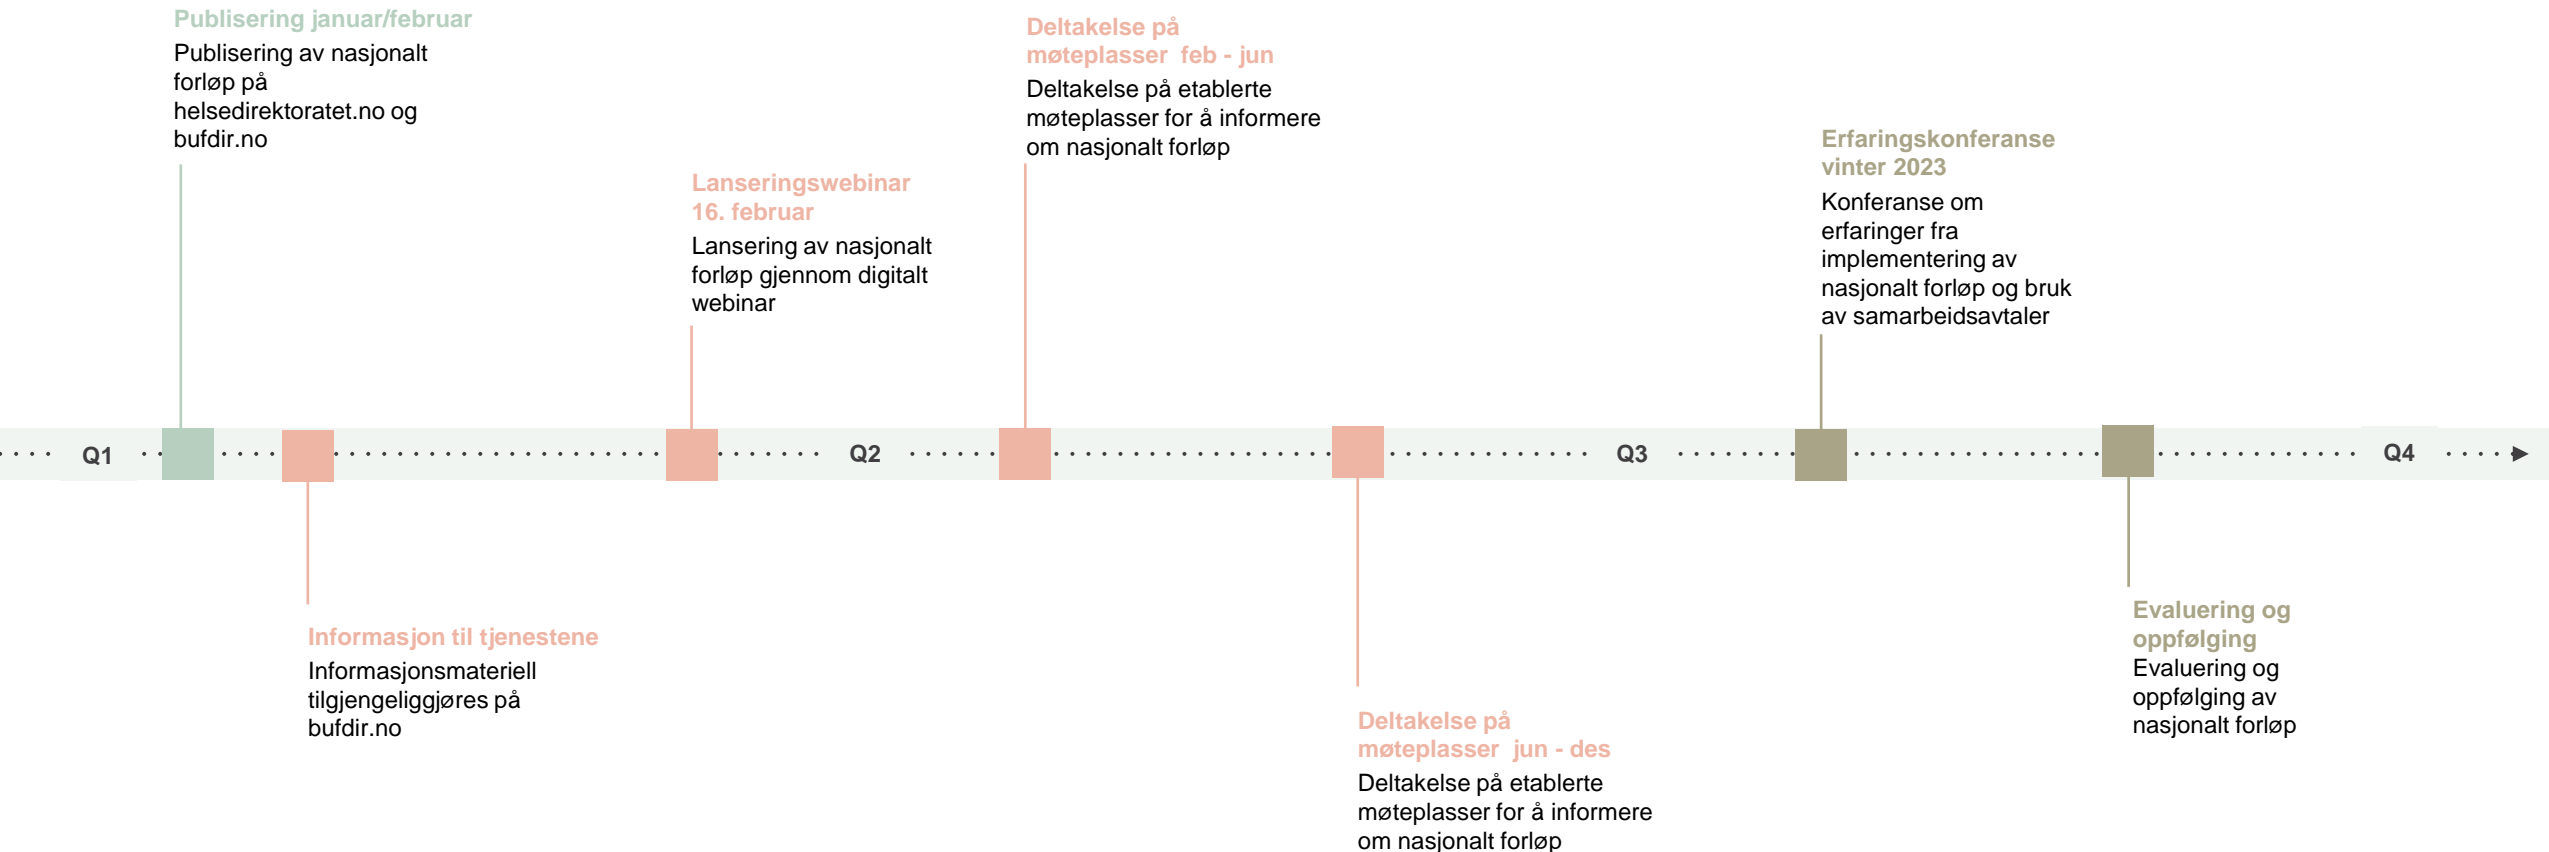 Publisering januar/februar
Publisering av nasjonalt
forløp på
helsedirektoratet.no og
bufdir.no
Lanseringswebinar
16. februar
Lansering av nasjonalt
forløp gjennom digitalt
webinar
Deltakelse på
møteplasser feb - jun
Deltakelse på etablerte
møteplasser for å informere
om nasjonalt forløp
Erfaringskonferanse
vinter 2023
Konferanse om
erfaringer fra
implementering av
nasjonalt forløp og bruk
av samarbeidsavtaler
Q1
Q2
Q3
Q4
Informasjon til tjenestene
Informasjonsmateriell
tilgjengeliggjøres på
bufdir.no
Deltakelse på
møteplasser jun - des
Deltakelse på etablerte
møteplasser for å informere
om nasjonalt forløp
Evaluering og
oppfølging
Evaluering og
oppfølging av
nasjonalt forløp